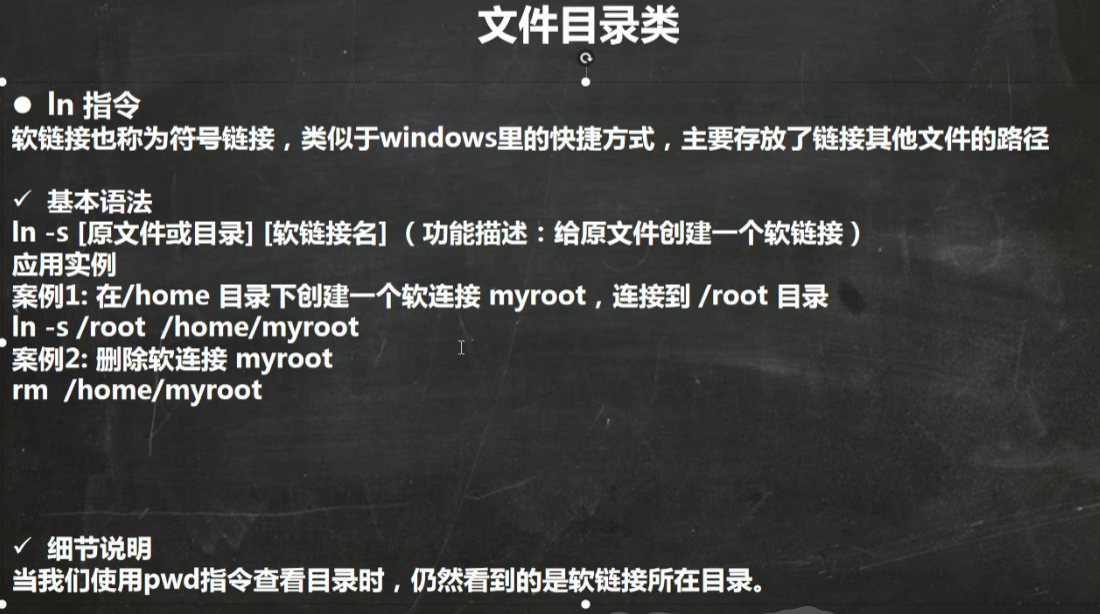 文件目录类
● ln 指令
软链接也称为符号链接，类似于windows里的快捷方式，主要存放了链接其他文件的路径
✓ 基本语法
ln -s [原文件或目录] [软链接名] （功能描述：给原文件创建一个软链接）
应用实例
案例1: 在/home 目录下创建一个软连接 myroot，连接到 /root 目录
ln -s /root  /home/myroot
案例2: 删除软连接 myroot
rm  /home/myroot
✓ 细节说明
当我们使用pwd指令查看目录时，仍然看到的是软链接所在目录。